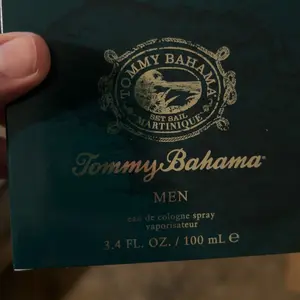 TOMMY BAHAMA
SET SAIL
MARTINIQUE
Tommy Bahama
MEN
eau de cologne spray
vaporisateur
3.4 FL. OZ. / 100 mL ℮